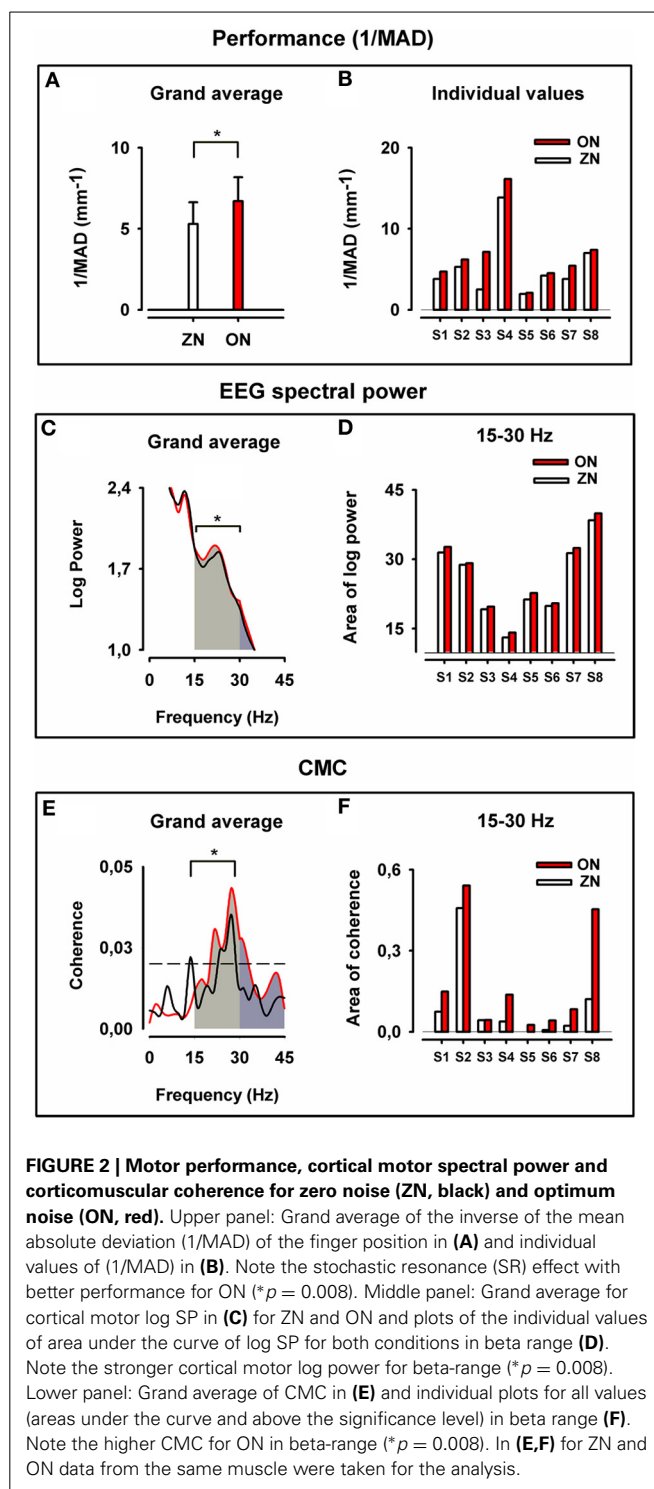 Performance (1/MAD)
A
Grand average
*
10
5
0
1/MAD (mm-1)
ZN
ON
B
Individual values
ON
ZN
20
10
0
1/MAD (mm-1)
S1 S2 S3 S4 S5 S6 S7 S8
EEG spectral power
C
Grand average
*
2,4
1,7
1,0
Log Power
0 15 30 45
Frequency (Hz)
D
15-30 Hz
ON
ZN
45
30
15
Area of log power
S1 S2 S3 S4 S5 S6 S7 S8
CMC
E
Grand average
*
0,05
0,03
0,00
Coherence
0 15 30 45
Frequency (Hz)
F
15-30 Hz
ON
ZN
0,6
0,3
0,0
Area of coherence
S1 S2 S3 S4 S5 S6 S7 S8
FIGURE 2 | Motor performance, cortical motor spectral power and
corticomuscular coherence for zero noise (ZN, black) and optimum
noise (ON, red). Upper panel: Grand average of the inverse of the mean
absolute deviation (1/MAD) of the finger position in (A) and individual
values of (1/MAD) in (B). Note the stochastic resonance (SR) effect with
better performance for ON (*p = 0.008). Middle panel: Grand average for
cortical motor log SP in (C) for ZN and ON and plots of the individual values
of area under the curve of log SP for both conditions in beta range (D).
Note the stronger cortical motor log power for beta-range (*p = 0.008).
Lower panel: Grand average of CMC in (E) and individual plots for all values
(areas under the curve and above the significance level) in beta range (F).
Note the higher CMC for ON in beta-range (*p = 0.008). In (E,F) for ZN and
ON data from the same muscle were taken for the analysis.